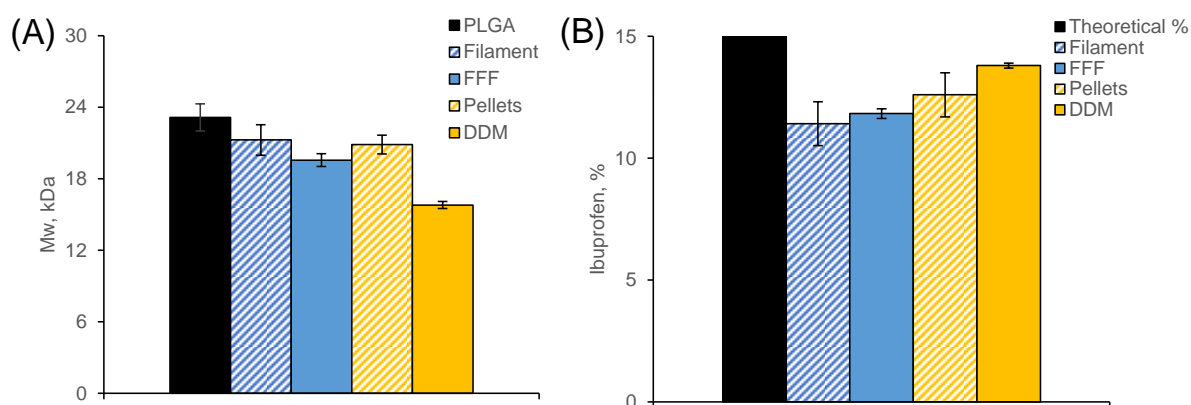 (A)
PLGA
Filament
FFF
Pellets
DDM
Mw, kDa
30
24
18
12
6
0
(B)
Theoretical %
Filament
FFF
Pellets
DDM
Ibuprofen, %
15
10
5
0